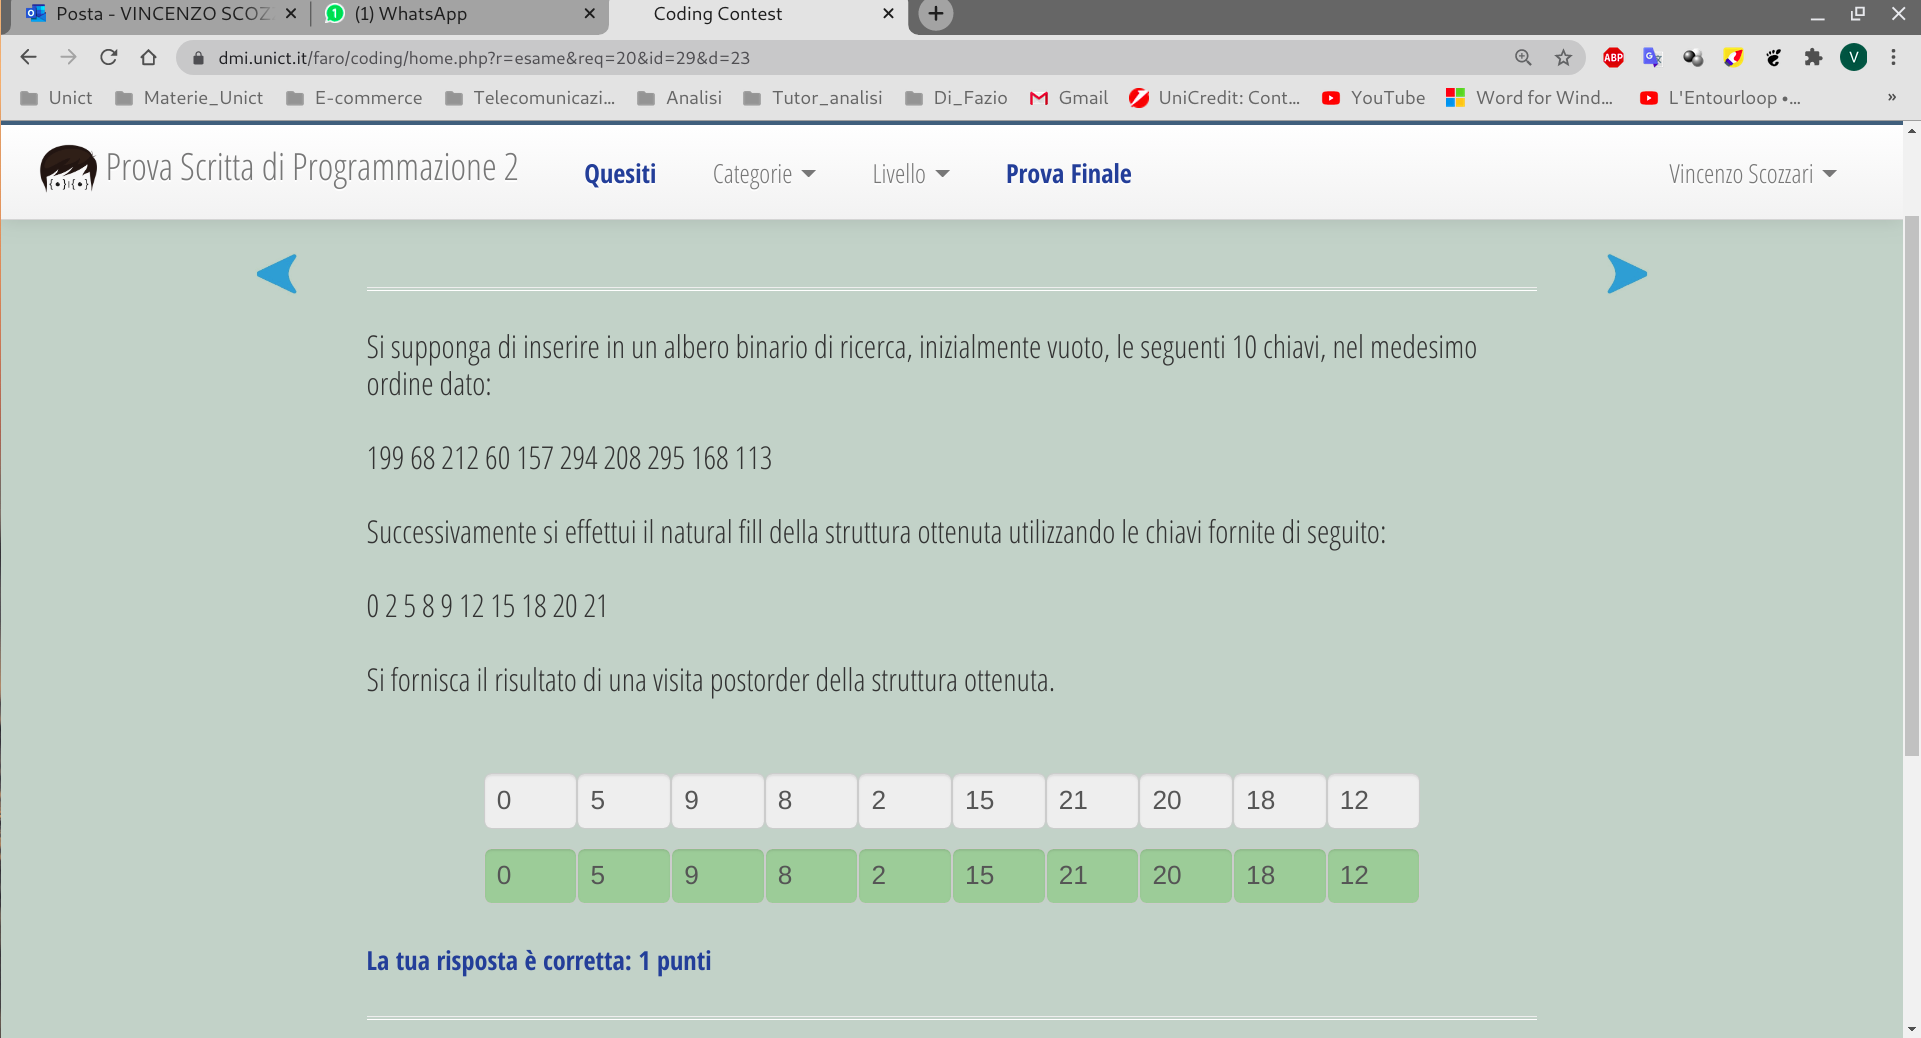 Posta - VINCENZO SCOZ
(1) WhatsApp
Coding Contest
dmi.unict.it/faro/coding/home.php?r=esame&req=20&id=29&d=23
ABP
V
Unict
Materie_Unict
E-commerce
Telecomunicazi...
Analisi
Tutor_analisi
Di_Fazio
Gmail
UniCredit: Cont...
YouTube
Word for Wind...
L'Entourloop •...
»
Prova Scritta di Programmazione 2
Quesiti
Categorie
Livello
Prova Finale
Vincenzo Scozzari
Si supponga di inserire in un albero binario di ricerca, inizialmente vuoto, le seguenti 10 chiavi, nel medesimo
ordine dato:
199 68 212 60 157 294 208 295 168 113
Successivamente si effettui il natural fill della struttura ottenuta utilizzando le chiavi fornite di seguito:
0 2 5 8 9 12 15 18 20 21
Si fornisca il risultato di una visita postorder della struttura ottenuta.
0 5 9 8 2 15 21 20 18 12
0 5 9 8 2 15 21 20 18 12
La tua risposta è corretta: 1 punti